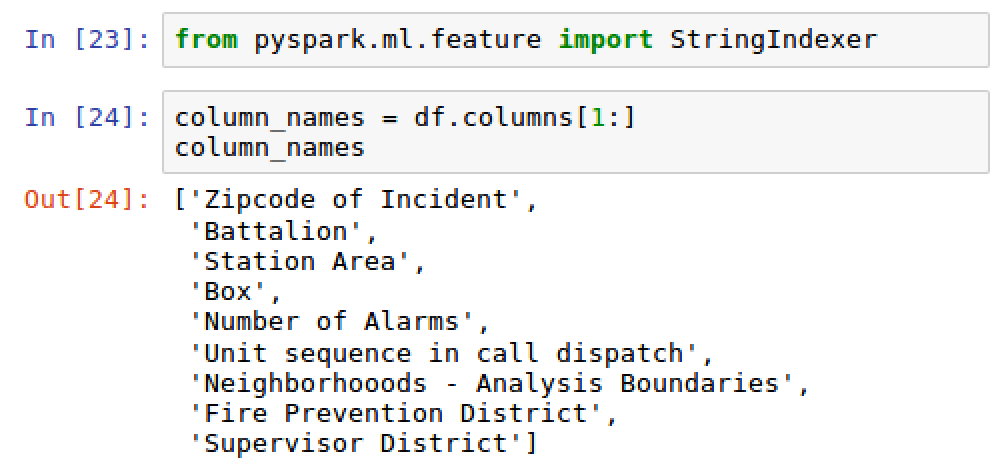 In [23]: from pyspark.ml.feature import StringIndexer
In [24]: column_names = df.columns[1:]
column_names
Out[24]: ['Zipcode of Incident',
'Battalion',
'Station Area',
'Box',
'Number of Alarms',
'Unit sequence in call dispatch',
'Neighborhooods - Analysis Boundaries',
'Fire Prevention District',
'Supervisor District']